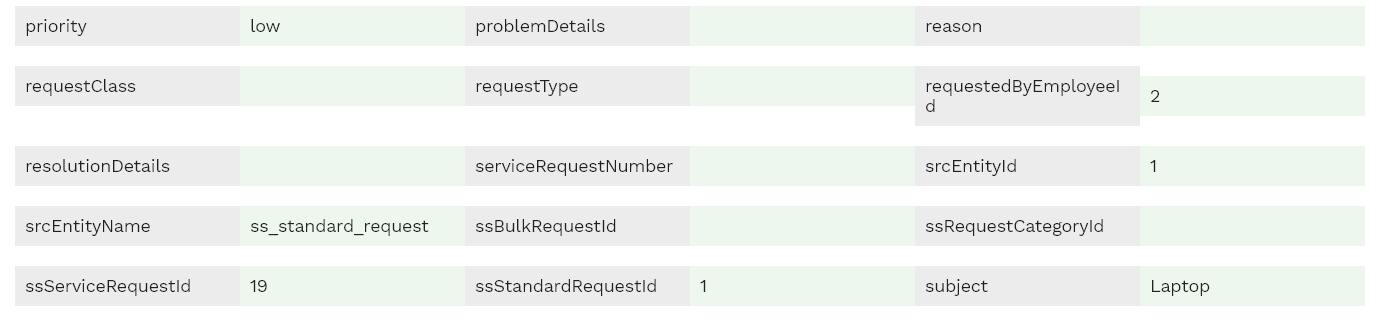 priority low problemDetails reason
requestClass requestType requestedByEmployeeI
d 2
resolutionDetails serviceRequestNumber srcEntityId 1
srcEntityName ss_standard_request ssBulkRequestId ssRequestCategoryId
ssServiceRequestId 19 ssStandardRequestId 1 subject Laptop